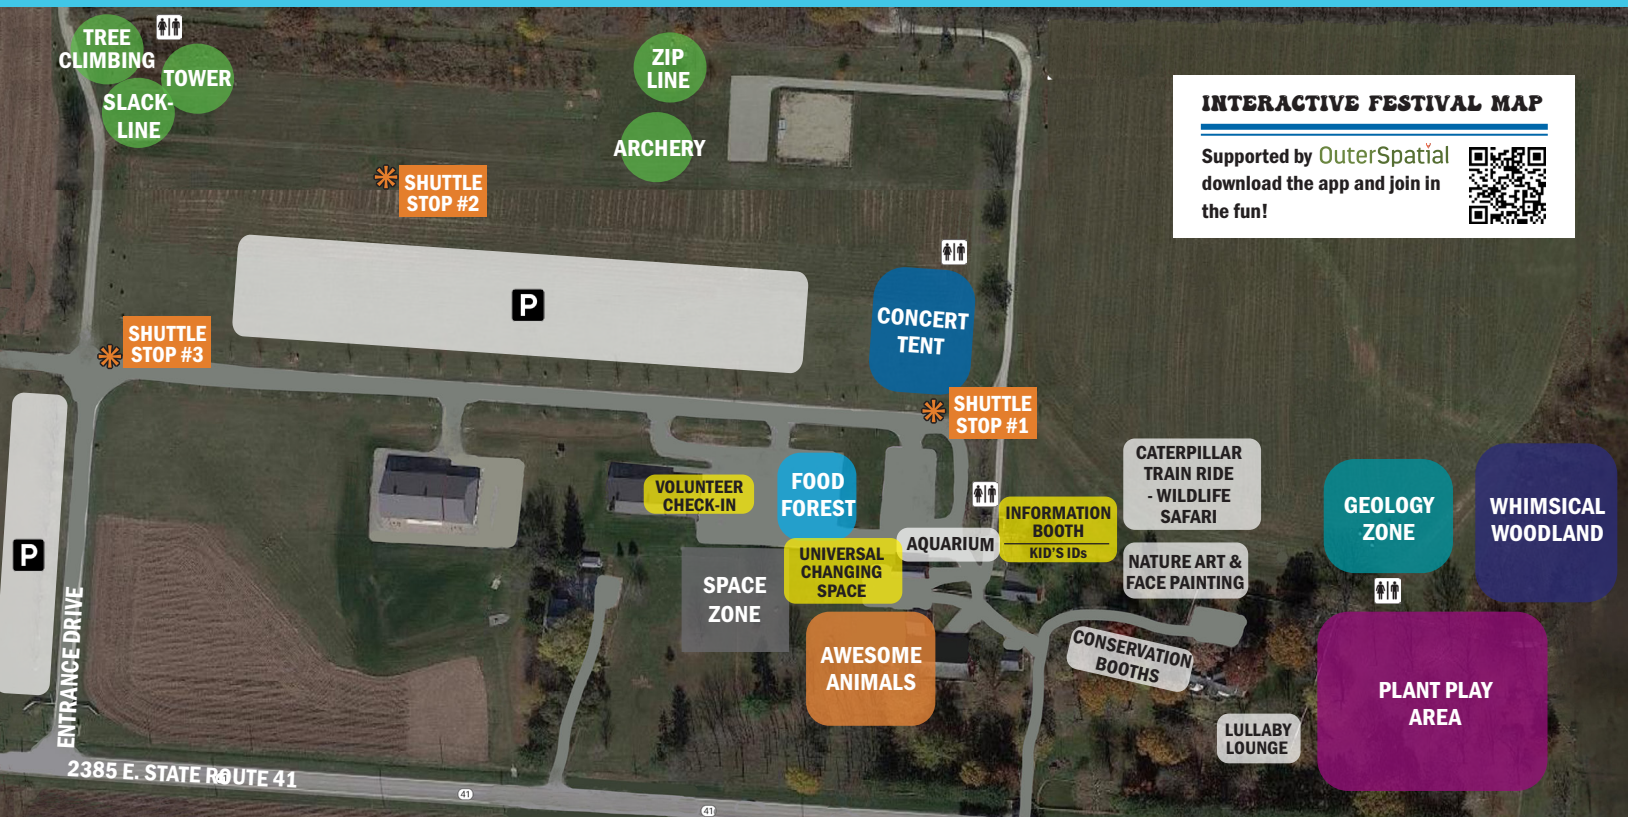 TREE
CLIMBING
TOWER
SLACK-
LINE
ZIP
LINE
ARCHERY
INTERACTIVE FESTIVAL MAP
Supported by OuterSpatial
download the app and join in
the fun!
SHUTTLE
STOP #2
P
CONCERT
TENT
SHUTTLE
STOP #3
SHUTTLE
STOP #1
VOLUNTEER
CHECK-IN
FOOD
FOREST
CATERPILLAR
TRAIN RIDE
- WILDLIFE
SAFARI
GEOLOGY
ZONE
WHIMSICAL
WOODLAND
INFORMATION
BOOTH
KID'S IDs
AQUARIUM
UNIVERSAL
CHANGING
SPACE
NATURE ART &
FACE PAINTING
P
SPACE
ZONE
AWESOME
ANIMALS
CONSERVATION
BOOTHS
PLANT PLAY
AREA
LULLABY
LOUNGE
ENTRANCE DRIVE
2385 E. STATE ROUTE 41
41
41